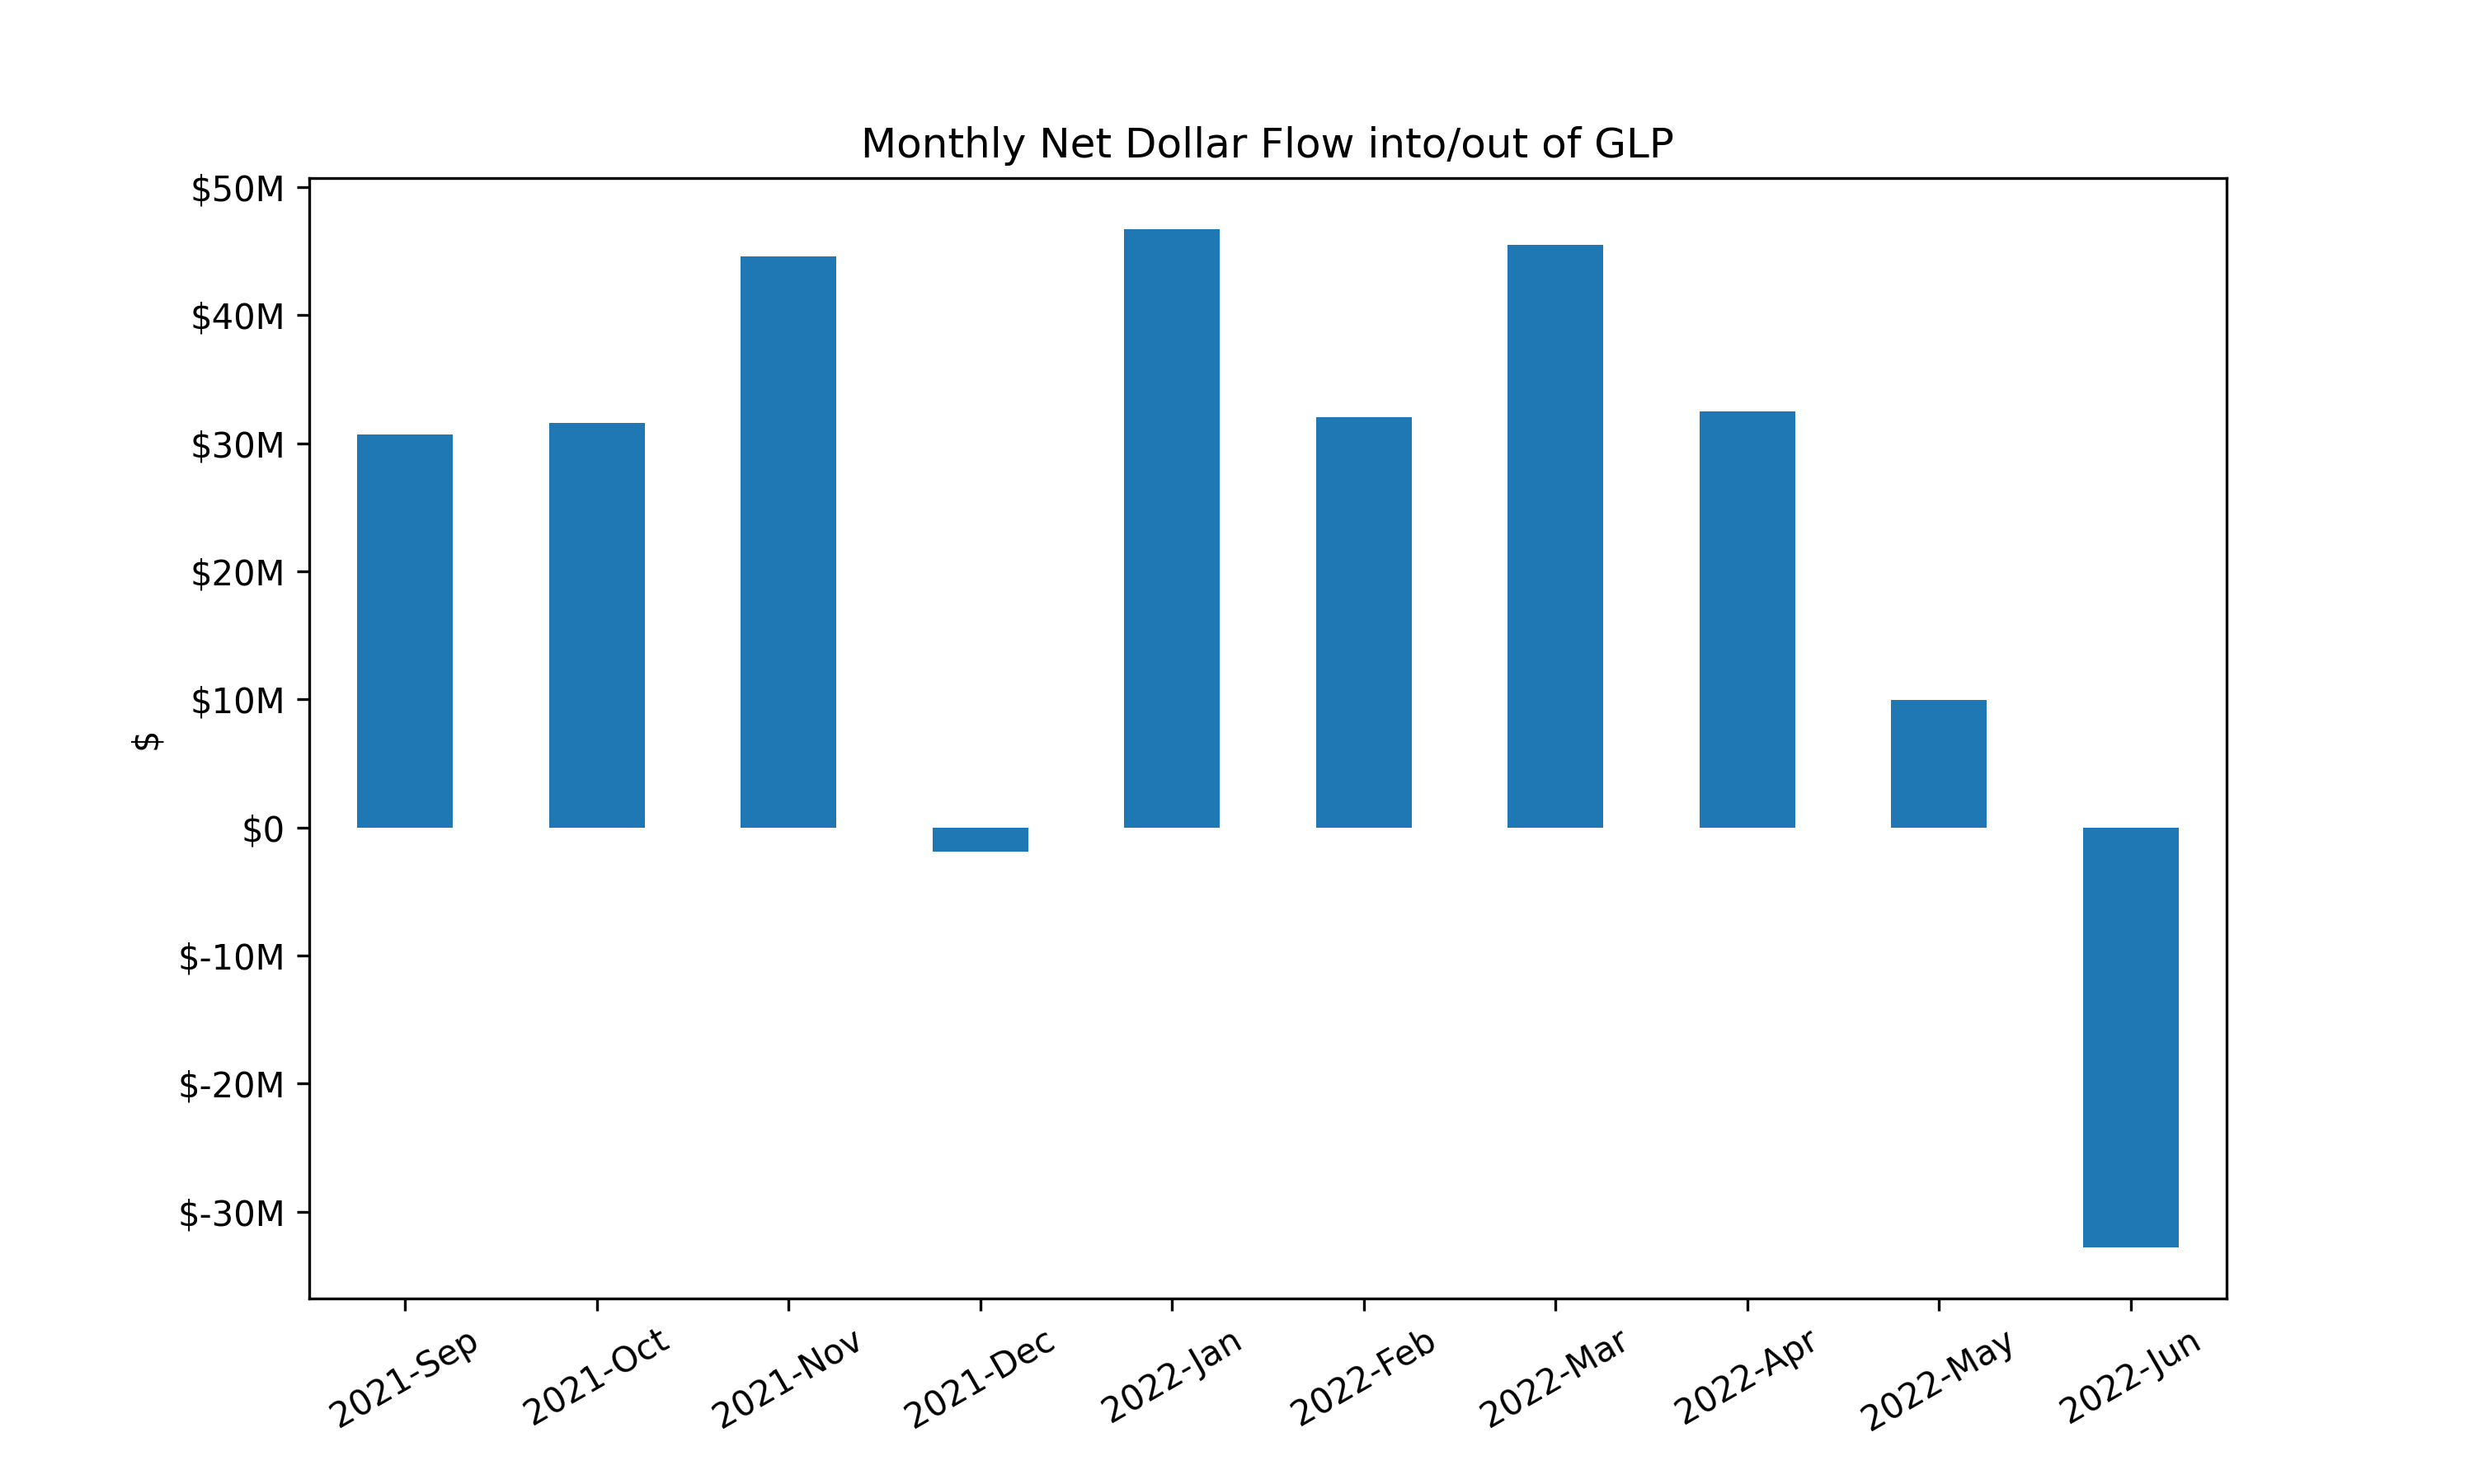 Monthly Net Dollar Flow into/out of GLP
$50M
$40M
$30M
$20M
$10M
$0
$-10M
$-20M
$-30M
$
2021-Sep
2021-Oct
2021-Nov
2021-Dec
2022-Jan
2022-Feb
2022-Mar
2022-Apr
2022-May
2022-Jun